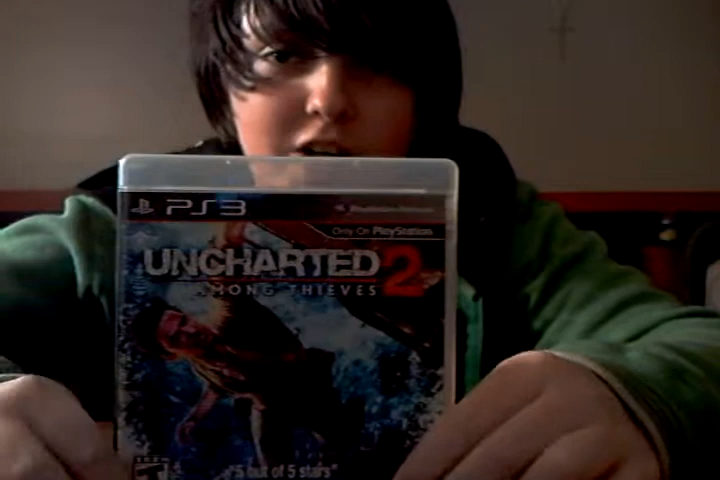 PS3
Only On PlayStation
UNCHARTED 2
AMONG THIEVES
"5 out of 5 stars"